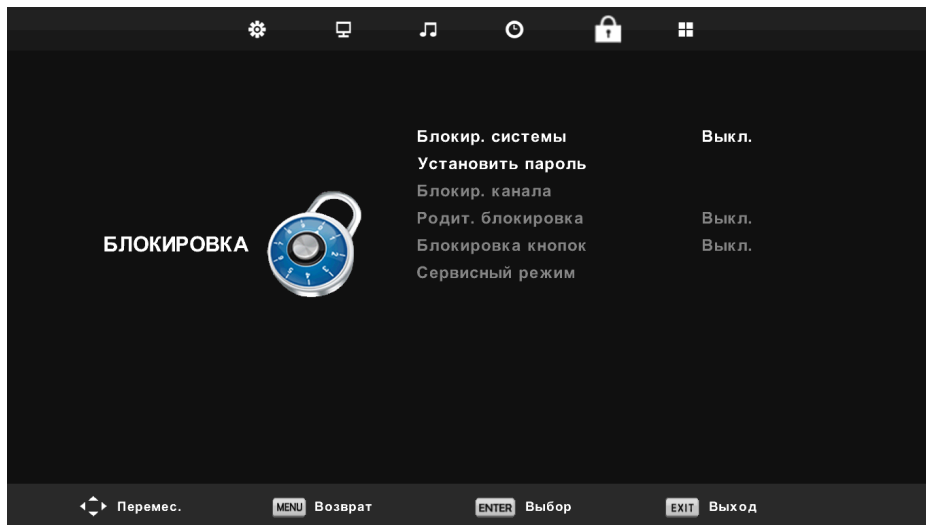 Блокир. системы Выкл.
Установить пароль
Блокир. канала
Родит. блокировка Выкл.
БЛОКИРОВКА
Блокировка кнопок Выкл.
Сервисный режим
Перемес. MENU Возврат ENTER Выбор EXIT Выход